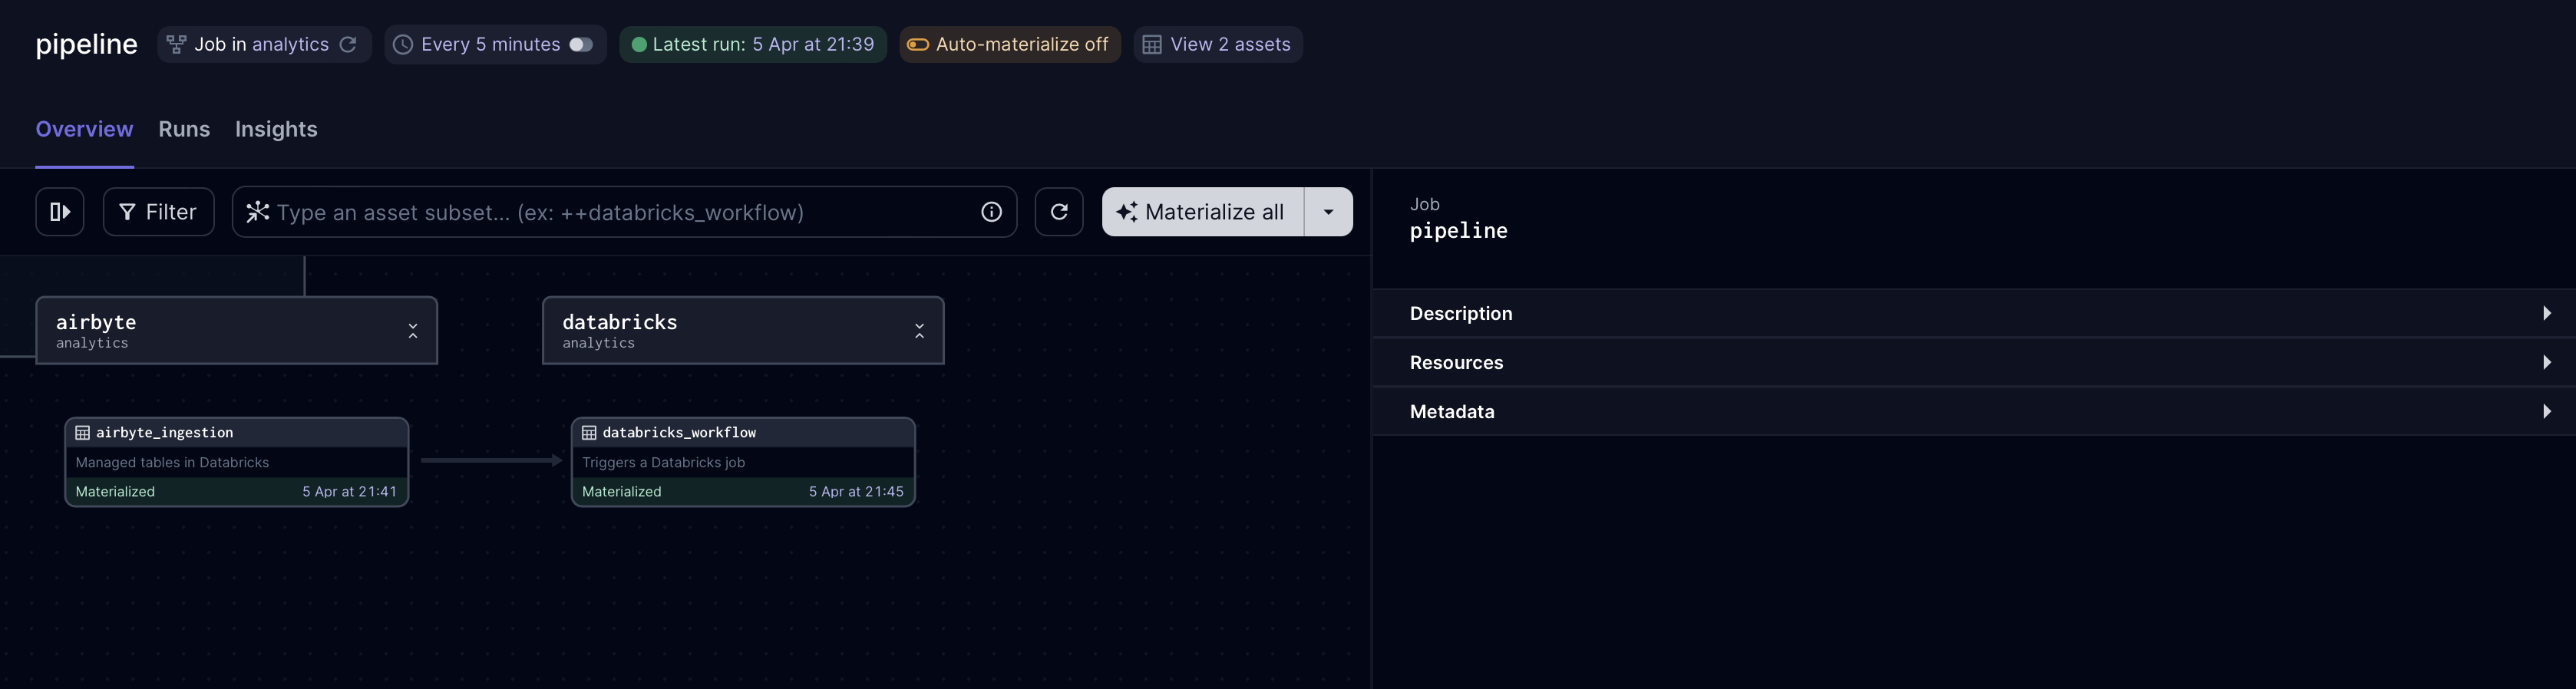 pipeline Job in analytics Every 5 minutes Latest run: 5 Apr at 21:39 Auto-materialize off View 2 assets
Overview Runs Insights
Filter Type an asset subset... (ex: ++databricks_workflow) Materialize all
airbyte
analytics
databricks
analytics
airbyte_ingestion
Managed tables in Databricks
Materialized 5 Apr at 21:41
databricks_workflow
Triggers a Databricks job
Materialized 5 Apr at 21:45
Job
pipeline
Description
Resources
Metadata